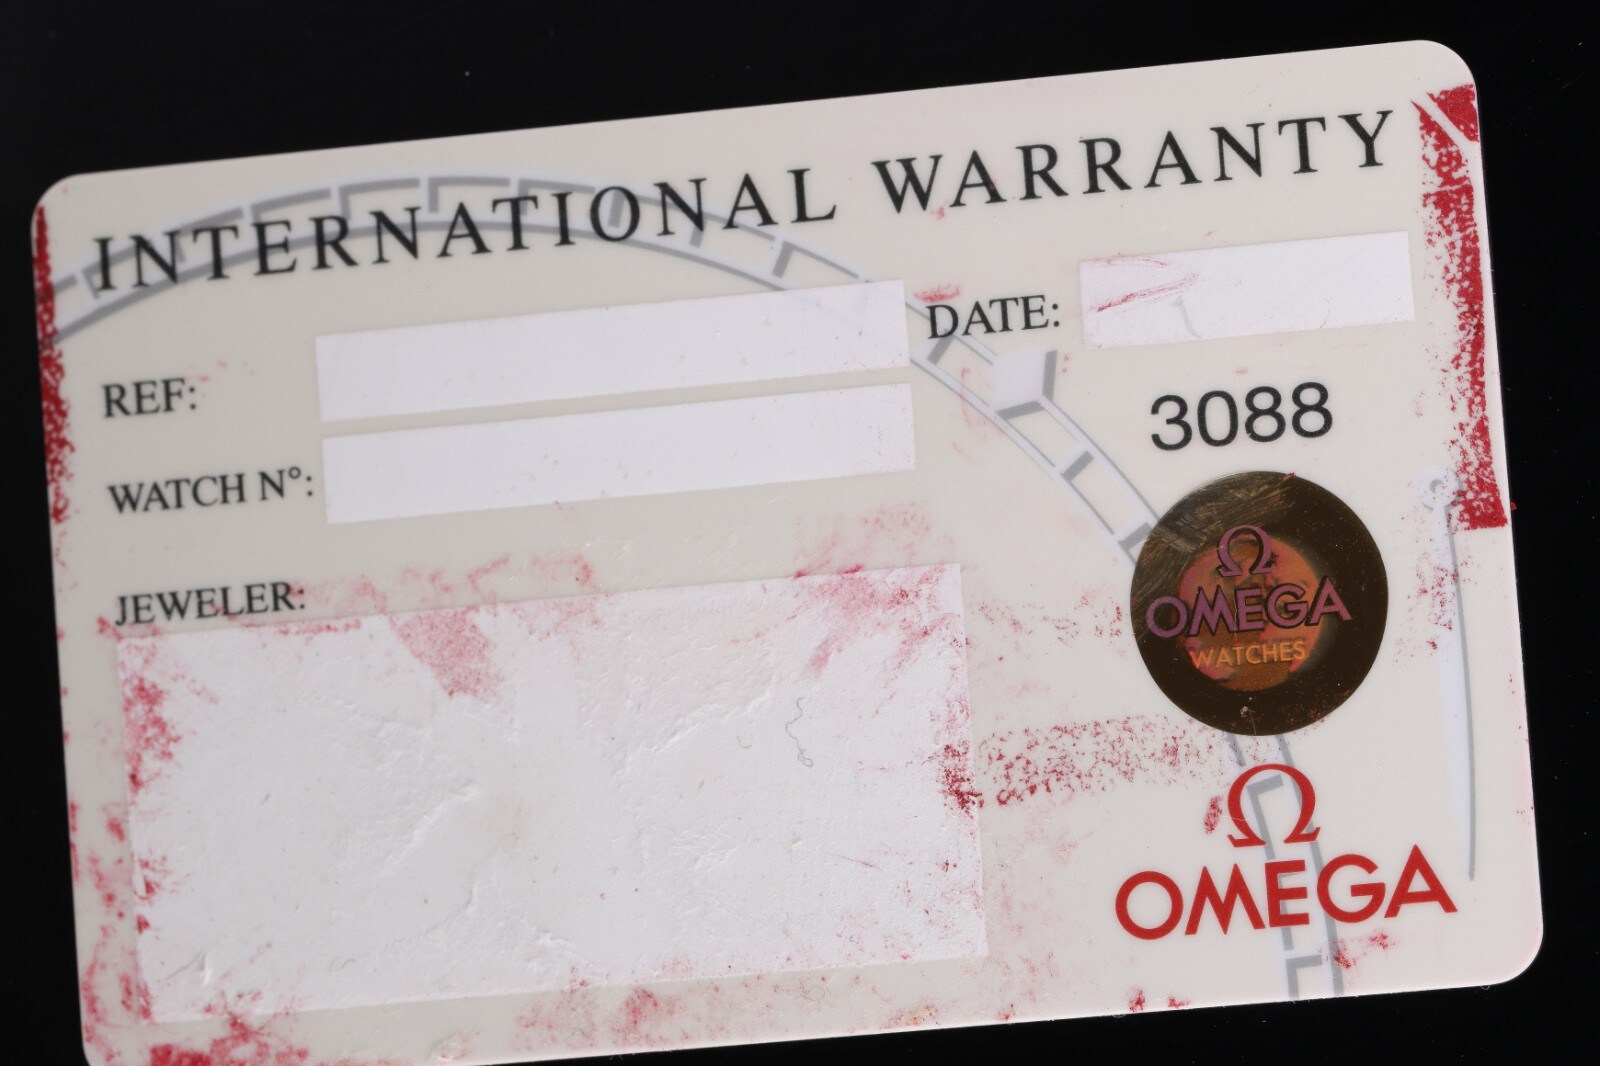 INTERNATIONAL WARRANTY
DATE:
REF:
3088
WATCH N°:
Ω
OMEGA
WATCHES
JEWELER:
Ω
OMEGA